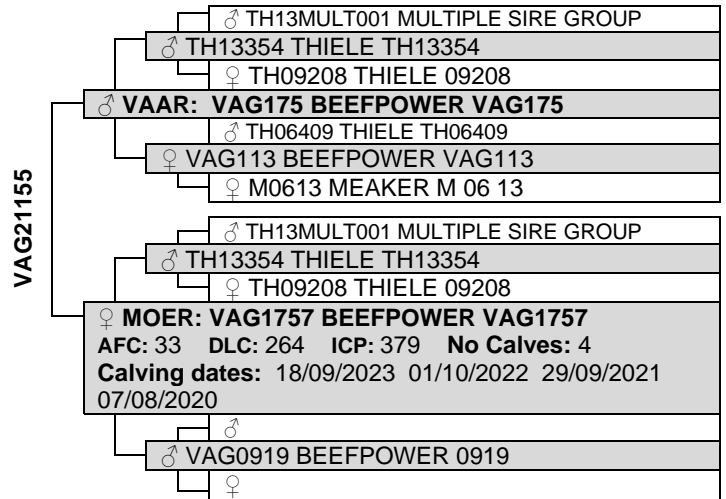 VAG21155
♂ TH13MULT001 MULTIPLE SIRE GROUP
♂ TH13354 THIELE TH13354
♀ TH09208 THIELE 09208
♂ VAAR: VAG175 BEEFPOWER VAG175
♂ TH06409 THIELE TH06409
♀ VAG113 BEEFPOWER VAG113
♀ M0613 MEAKER M 06 13
♂ TH13MULT001 MULTIPLE SIRE GROUP
♂ TH13354 THIELE TH13354
♀ TH09208 THIELE 09208
♀ MOER: VAG1757 BEEFPOWER VAG1757
AFC: 33 DLC: 264 ICP: 379 No Calves: 4
Calving dates: 18/09/2023 01/10/2022 29/09/2021
07/08/2020
♂
♂ VAG0919 BEEFPOWER 0919
♀